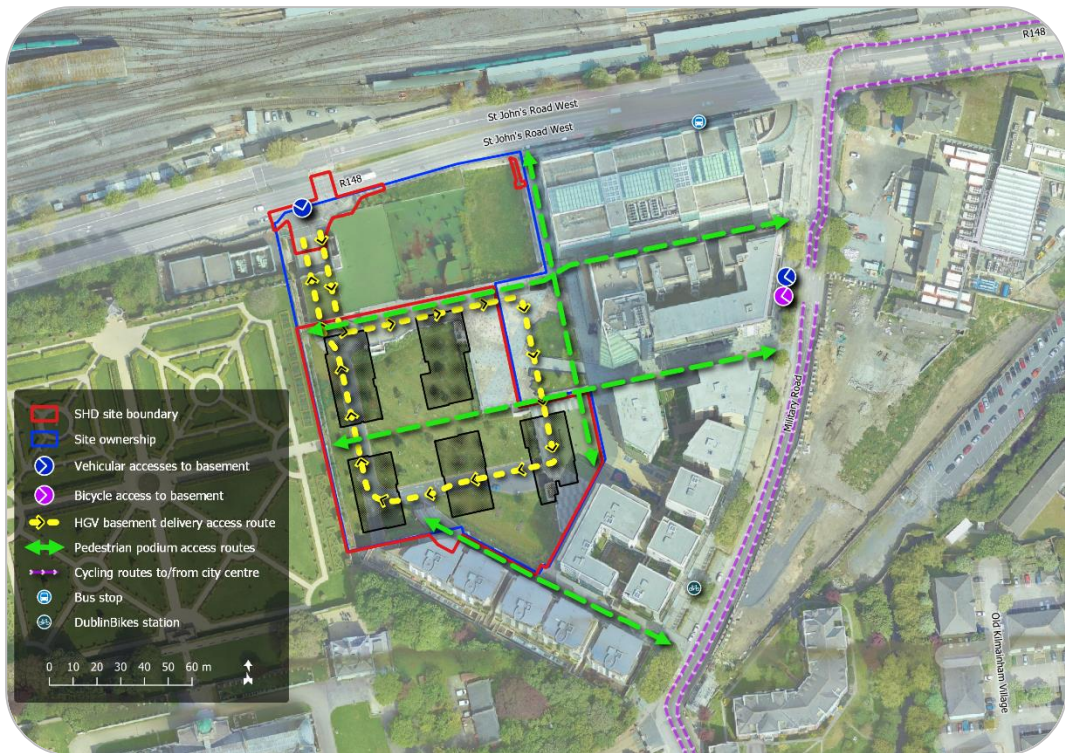 R148
St John's Road West
St John's Road West
R148
Military Road
Old Kilmainham Village
SHD site boundary
Site ownership
Vehicular accesses to basement
Bicycle access to basement
HGV basement delivery access route
Pedestrian podium access routes
Cycling routes to/from city centre
Bus stop
DublinBikes station
0 10 20 30 40 50 60 m